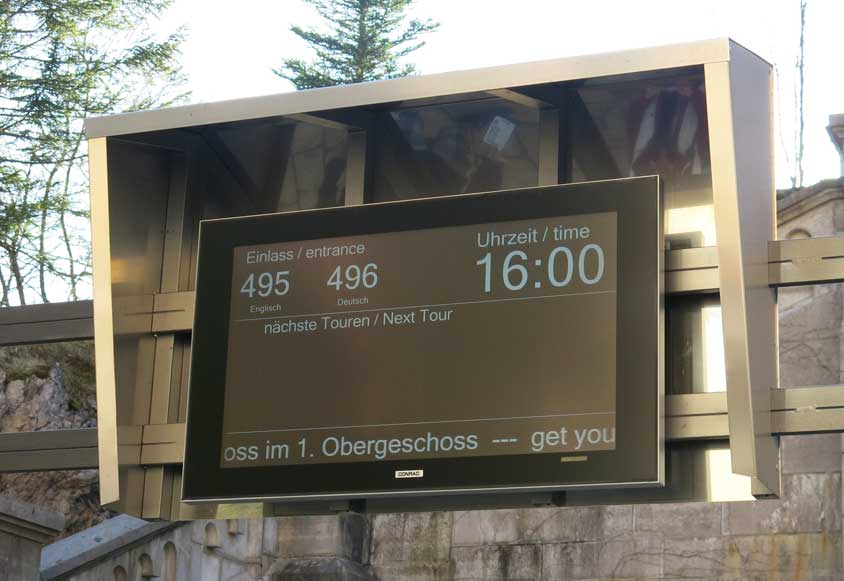 Einlass / entrance
Uhrzeit / time
495 496 16:00
Englisch Deutsch
nächste Touren / Next Tour
oss im 1. Obergeschoss --- get you
CONRAC